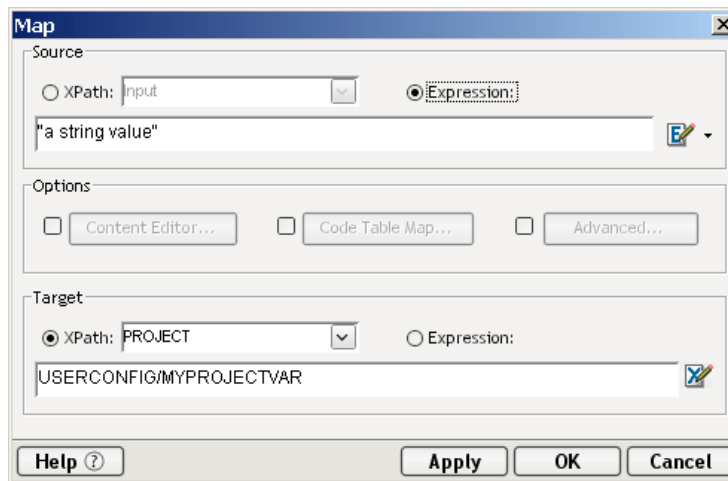 Map
Source
XPath: Input Expression:
"a string value"
Options
Content Editor... Code Table Map... Advanced...
Target
XPath: PROJECT Expression:
USERCONFIG/MYPROJECTVAR
Help ? Apply OK Cancel